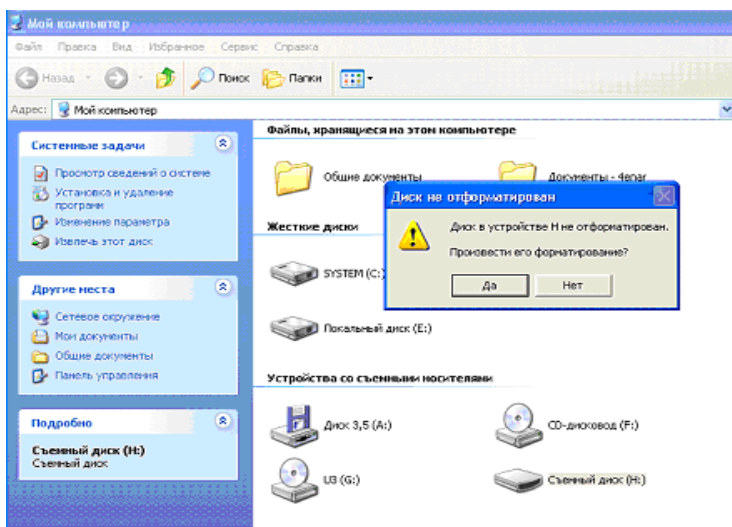 Мой компьютер
Файл Правка Вид Избранное Сервис Справка
Назад Поиск Папки
Адрес: Мой компьютер
Системные задачи
Просмотр сведений о системе
Установка и удаление
программ
Изменение параметра
Извлечь этот диск
Другие места
Сетевое окружение
Мои документы
Общие документы
Панель управления
Подробно
Съемный диск (H:)
Съемный диск
Файлы, хранящиеся на этом компьютере
Общие документы
Документы - 4enar
Жесткие диски
SYSTEM (C:)
Локальный диск (E:)
Диск не отформатирован
Диск в устройстве H не отформатирован.
Произвести его форматирование?
Да Нет
Устройства со съемными носителями
Диск 3,5 (A:)
CD-дисковод (F:)
U3 (G:)
Съемный диск (H:)